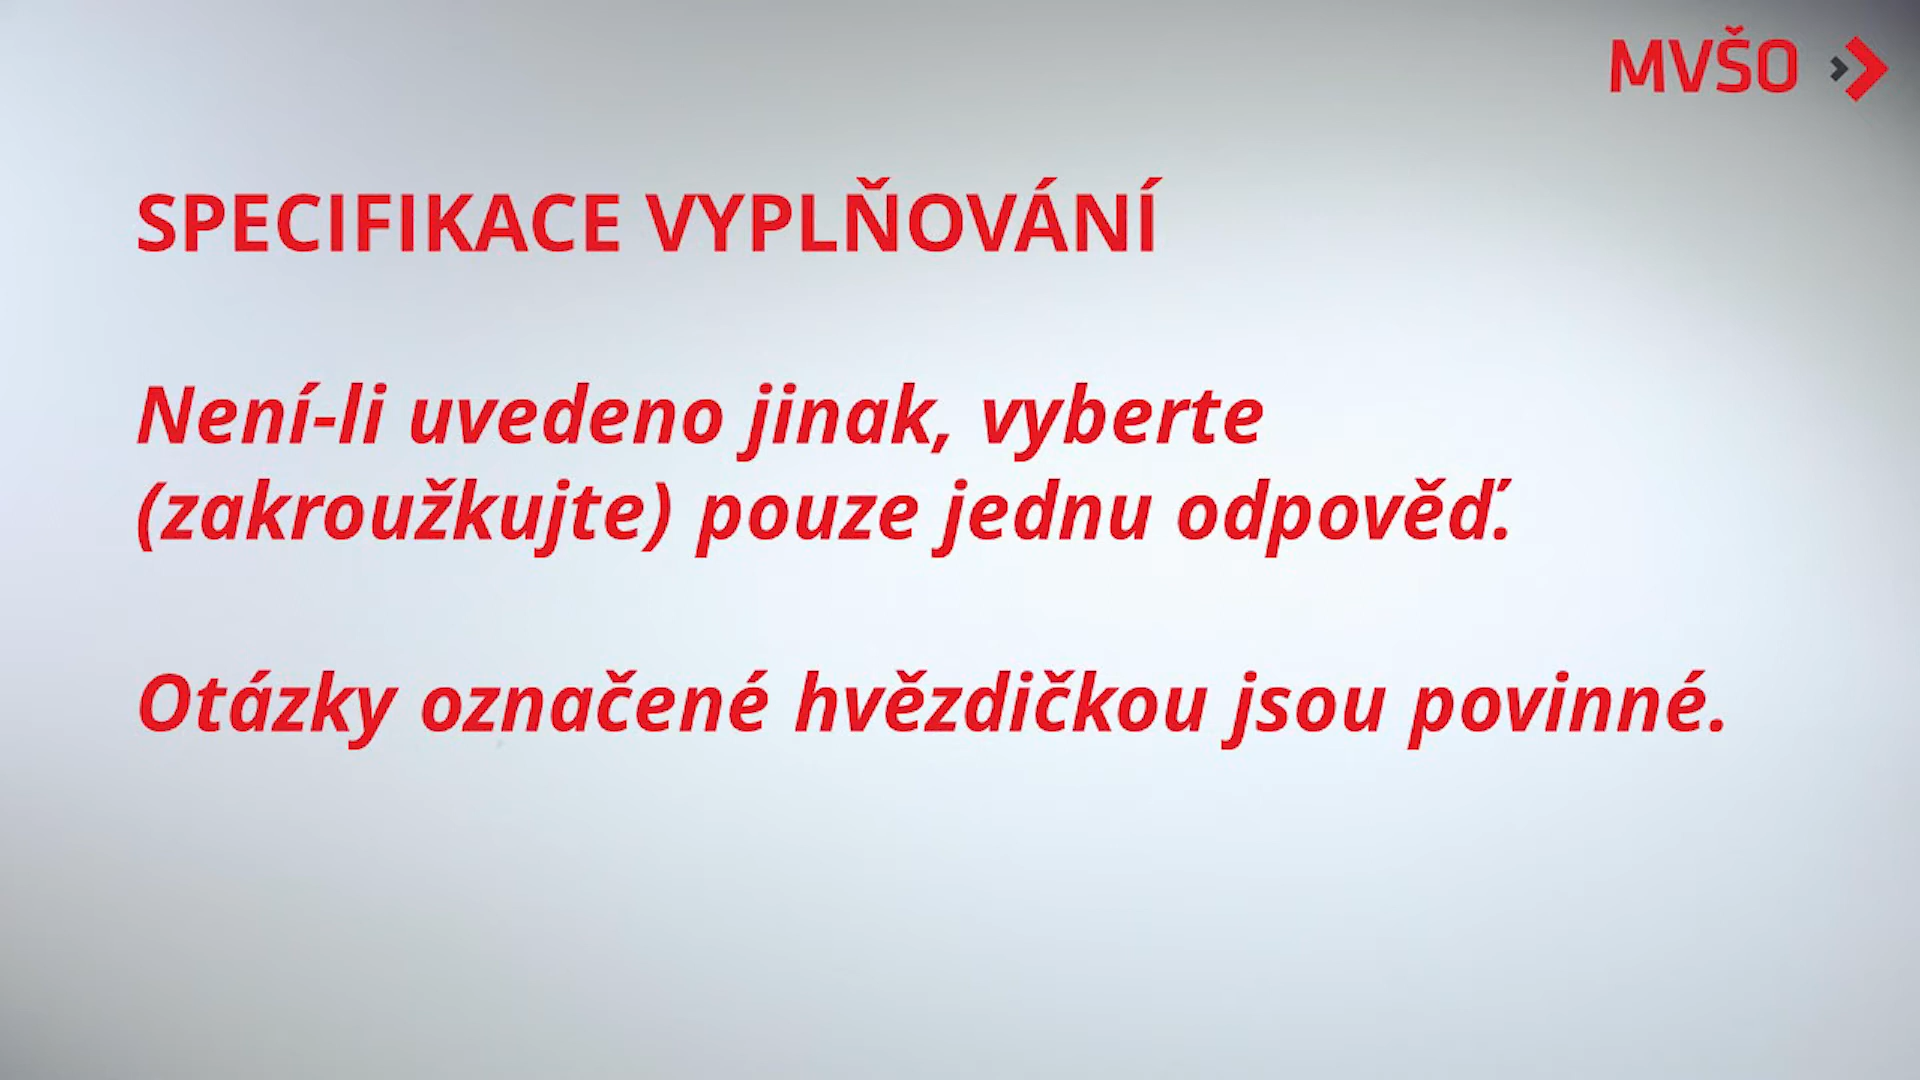 MVŠO
SPECIFIKACE VYPLŇOVÁNÍ
Není-li uvedeno jinak, vyberte
(zakroužkujte) pouze jednu odpověď.
Otázky označené hvězdičkou jsou povinné.